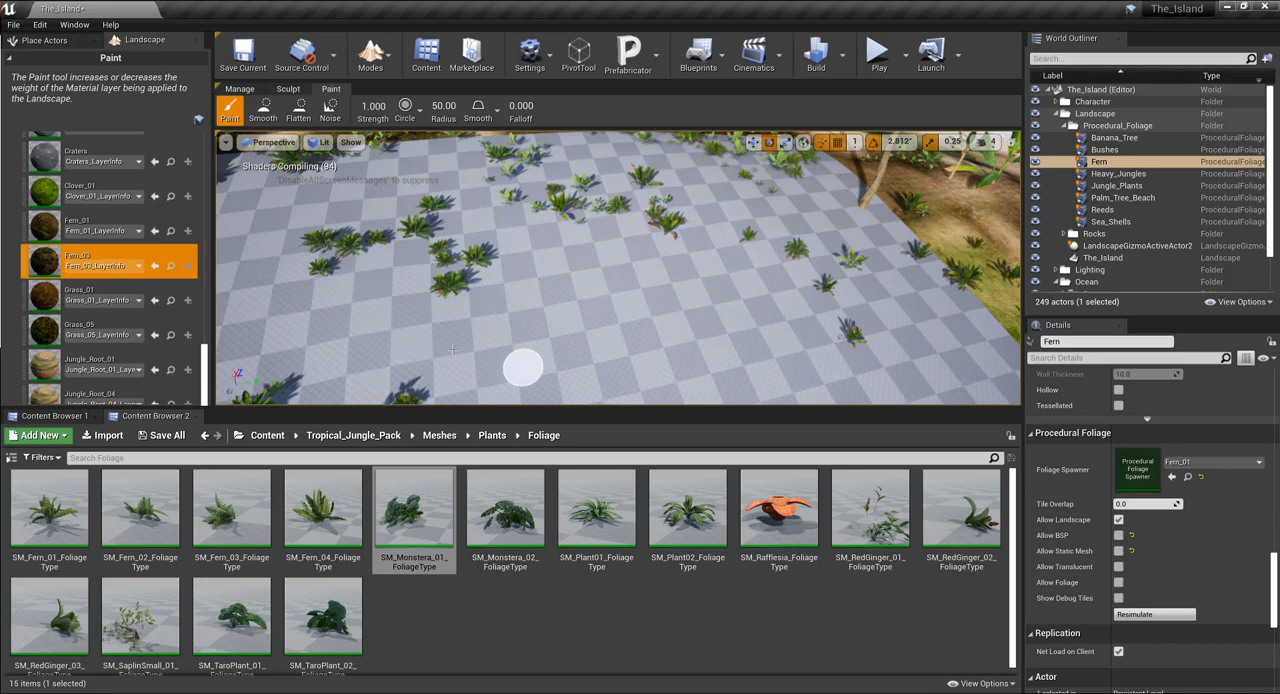 The_Island*
The_Island
File Edit Window Help
Place Actors
Landscape
Paint
The Paint tool increases or decreases the
weight of the Material layer being applied
to the Landscape.
Craters
Craters_LayerInfo
Clover_01
Clover_01_LayerInfo
Fern_01
Fern_01_LayerInfo
Fern_03
Fern_03_LayerInfo
Grass_01
Grass_01_LayerInfo
Grass_05
Grass_05_LayerInfo
Jungle_Root_01
Jungle_Root_01_Laye
Jungle_Root_04
Save Current
Source Control
Modes
Content
Marketplace
Settings
PivotTool
Prefabricator
Blueprints
Cinematics
Build
Play
Launch
Manage Sculpt Paint
Paint
Smooth
Flatten
Noise
1.000
Strength
Circle
50.00
Radius
Smooth
0.000
Falloff
Perspective
Lit
Show
1
2.812°
0.25
4
Shaders Compiling (94)
'DisableAllScreenMessages' to suppress
World Outliner
Search...
Label Type
The_Island (Editor) World
Character Folder
Landscape Folder
Procedural_Foliage Folder
Banana_Tree ProceduralFoliage
Bushes ProceduralFoliage
Fern ProceduralFoliage
Heavy_Jungles ProceduralFoliage
Jungle_Plants ProceduralFoliage
Palm_Tree_Beach ProceduralFoliage
Reeds ProceduralFoliage
Sea_Shells ProceduralFoliage
Rocks Folder
LandscapeGizmoActiveActor2 LandscapeGizmo
The_Island Landscape
Lighting Folder
Ocean Folder
249 actors (1 selected)
View Options
Details
Fern
Search Details
Wall Thickness 10.0
Hollow
Tessellated
Procedural Foliage
Foliage Spawner
Procedural
Foliage
Spawner
Fern_01
Tile Overlap 0.0
Allow Landscape
Allow BSP
Allow Static Mesh
Allow Translucent
Allow Foliage
Show Debug Tiles
Resimulate
Replication
Net Load on Client
Actor
Content Browser 1
Content Browser 2
Add New
Import
Save All
Content
Tropical_Jungle_Pack
Meshes
Plants
Foliage
Filters
Search Foliage
SM_Fern_01_Foliage
Type
SM_Fern_02_Foliage
Type
SM_Fern_03_Foliage
Type
SM_Fern_04_Foliage
Type
SM_Monstera_01_
FoliageType
SM_Monstera_02_
FoliageType
SM_Plant01_Foliage
Type
SM_Plant02_Foliage
Type
SM_Rafflesia_Foliage
Type
SM_RedGinger_01_
FoliageType
SM_RedGinger_02_
FoliageType
SM_RedGinger_03_
FoliageType
SM_SaplinSmall_01_
FoliageType
SM_TaroPlant_01_
FoliageType
SM_TaroPlant_02_
FoliageType
15 items (1 selected)
View Options